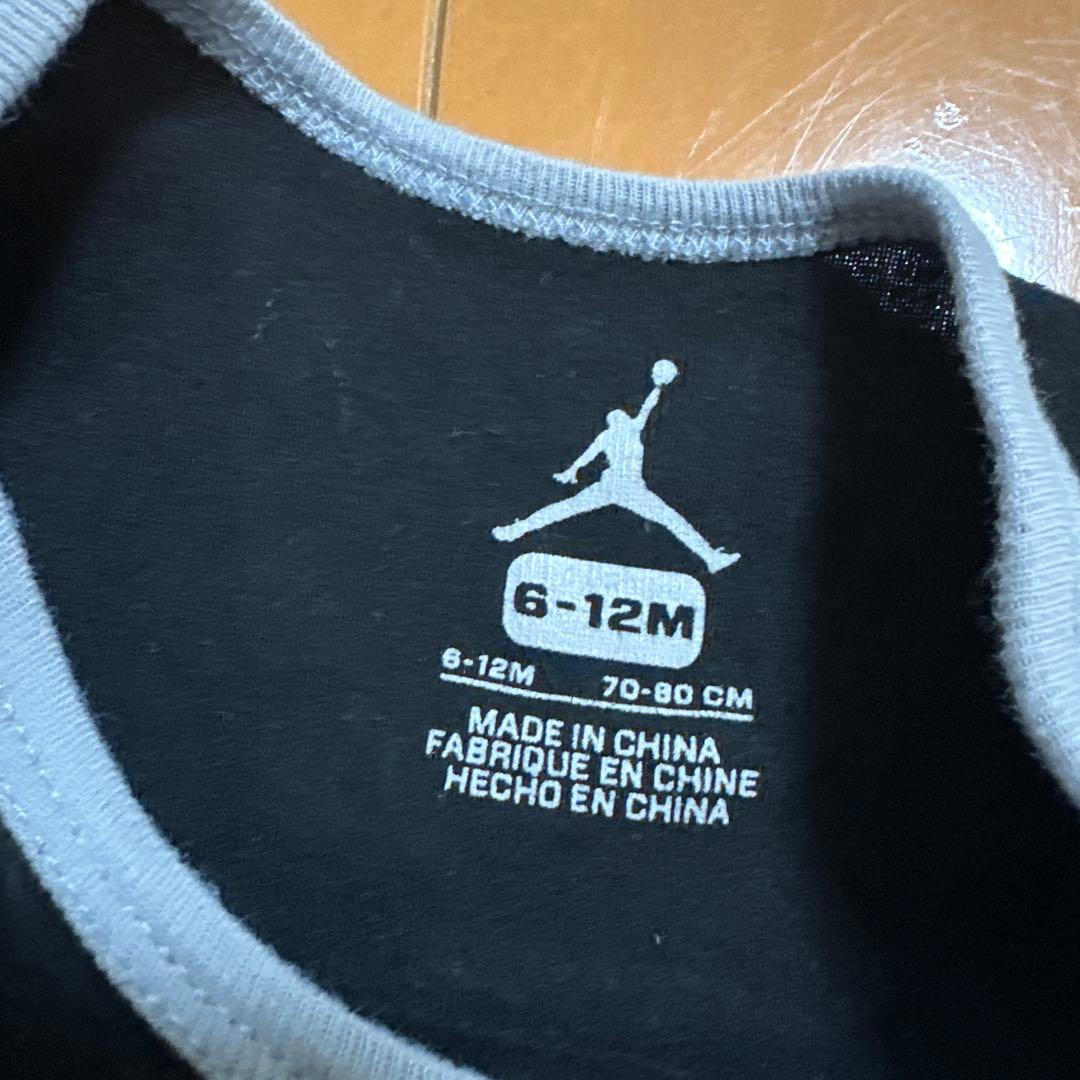 6-12M
6-12M 70-80 CM
MADE IN CHINA
FABRIQUE EN CHINE
HECHO EN CHINA